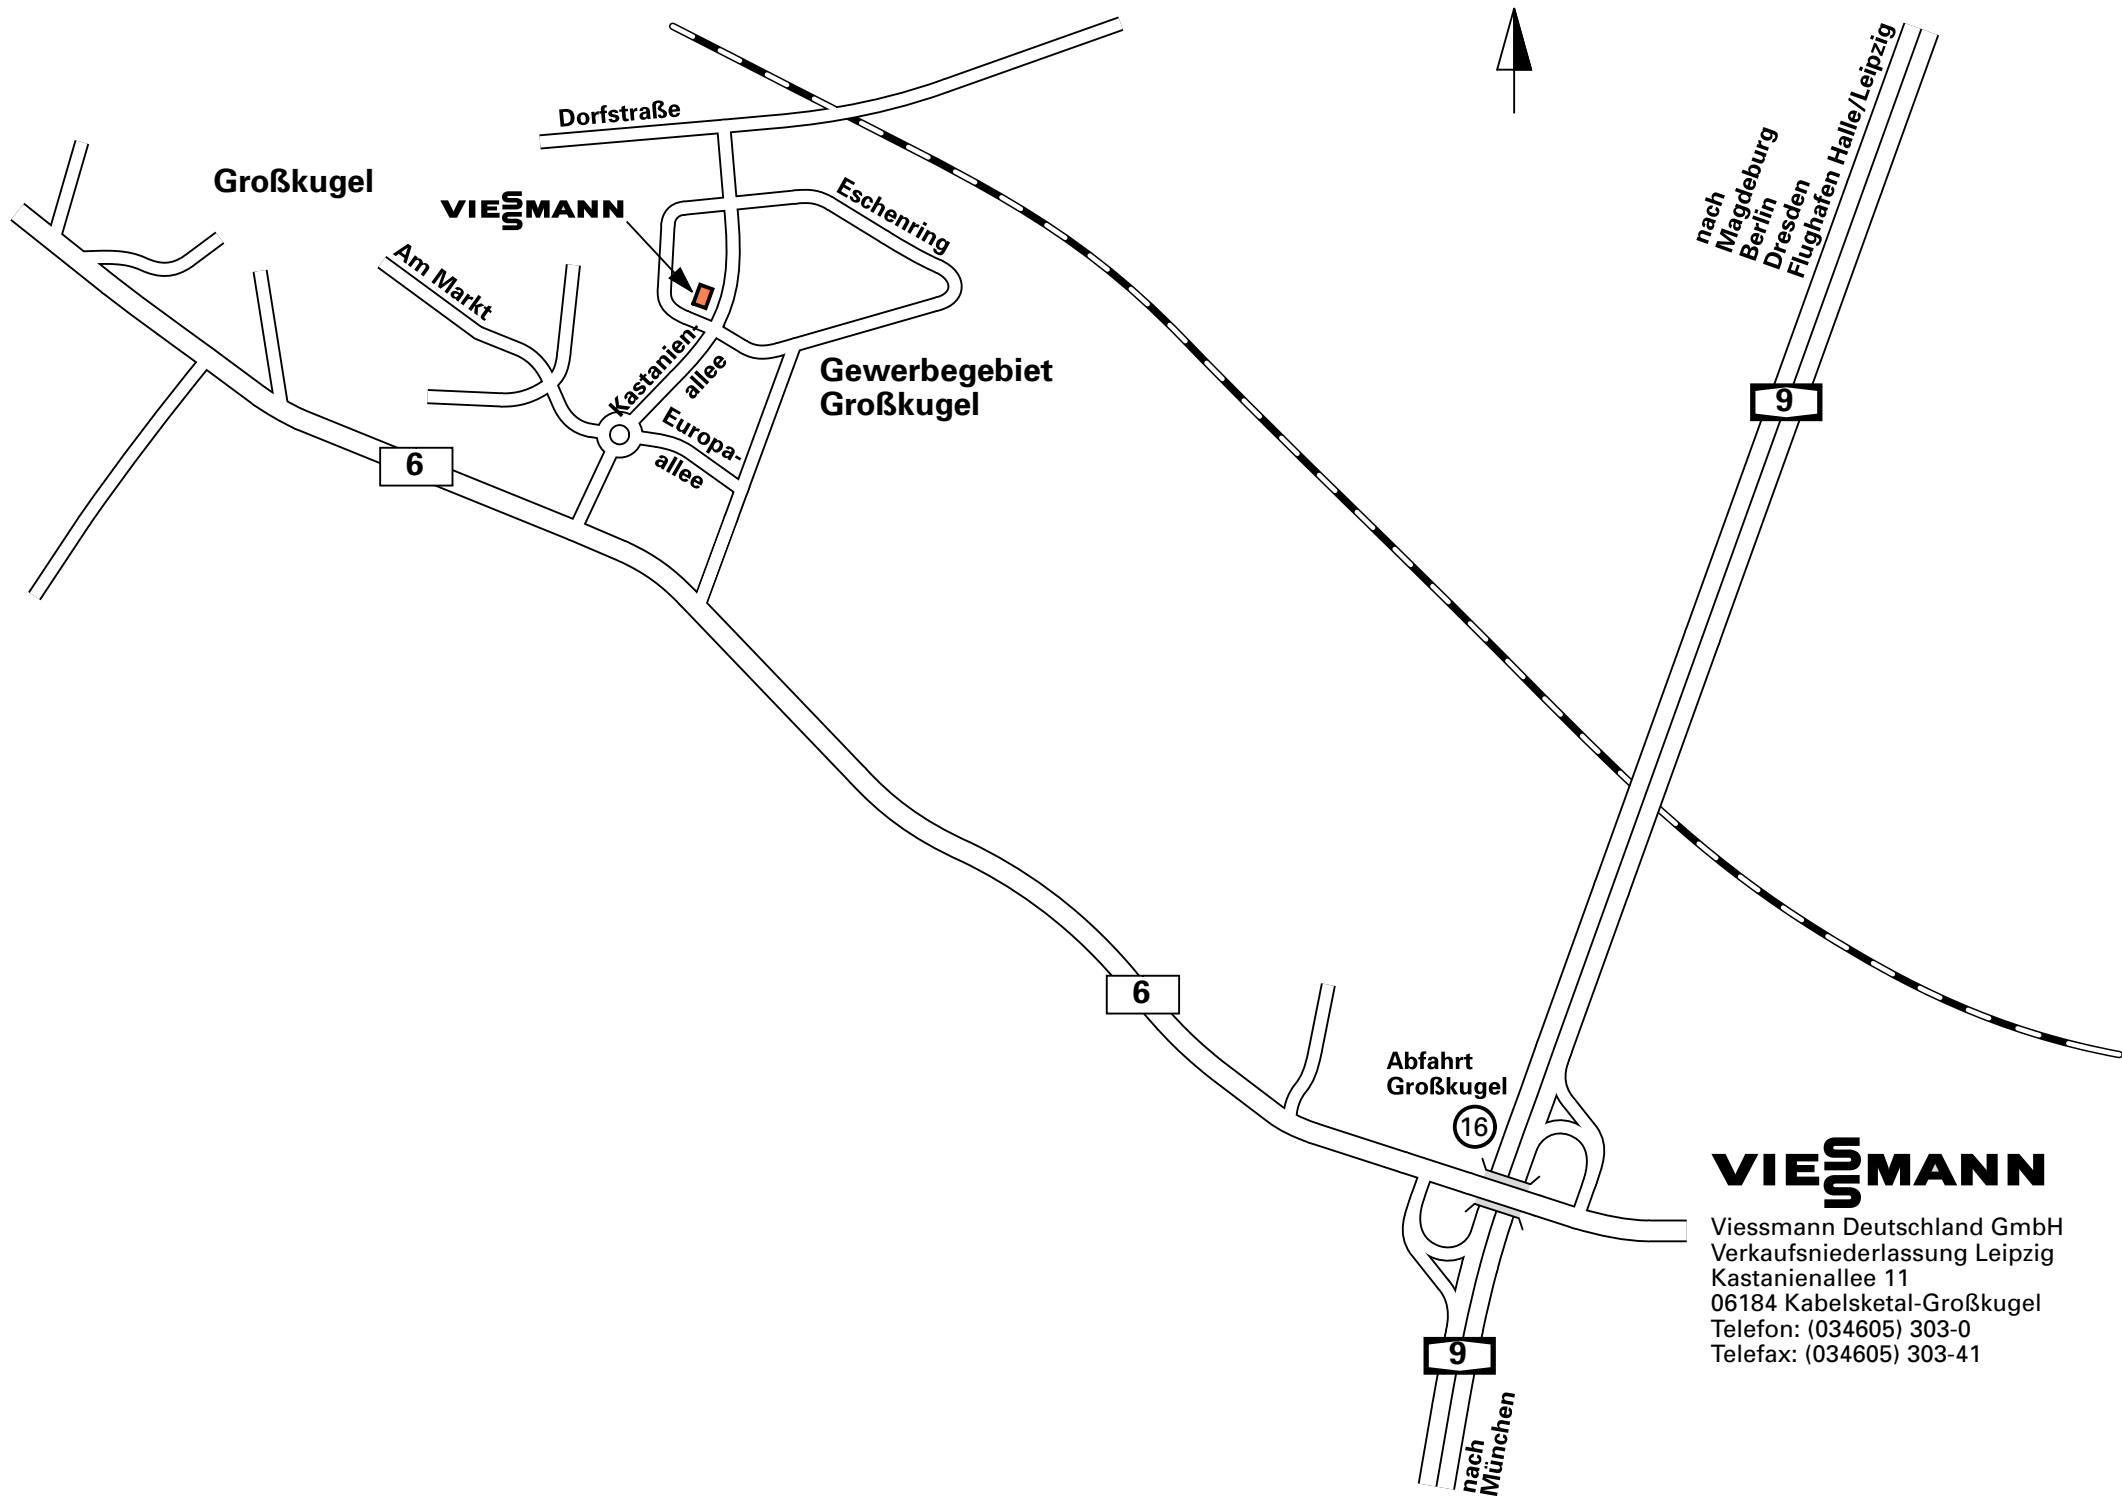 Dorfstraße
Großkugel
VIESSMANN
Eschenring
Am Markt
Kastanien-
allee
Gewerbegebiet
Großkugel
Europa-
allee
6
nach
Magdeburg
Berlin
Dresden
Flughafen Halle/Leipzig
9
6
Abfahrt
Großkugel
16
9
nach
München
VIESSMANN
Viessmann Deutschland GmbH
Verkaufsniederlassung Leipzig
Kastanienallee 11
06184 Kabelsketal-Großkugel
Telefon: (034605) 303-0
Telefax: (034605) 303-41